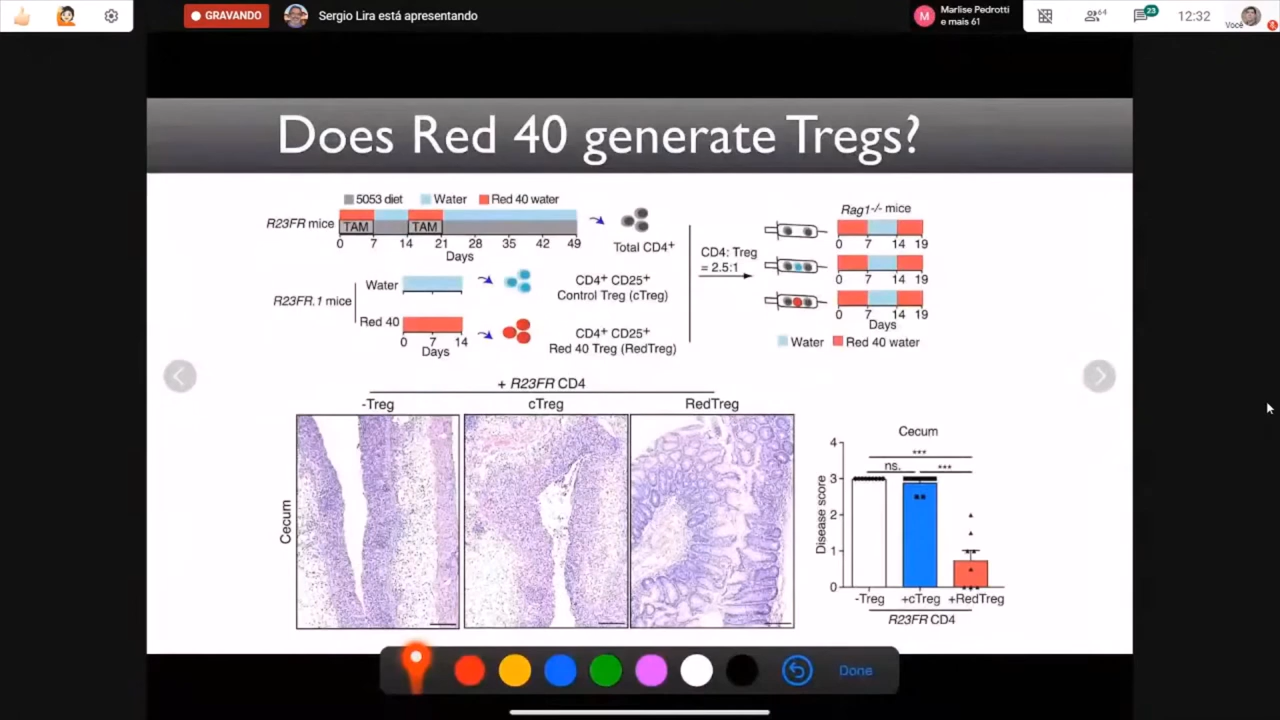 GRAVANDO
Sergio Lira está apresentando
M
Marlise Pedrotti
e mais 61
64
23
12:32
Você
Does Red 40 generate Tregs?
5053 diet Water Red 40 water
R23FR mice
TAM TAM
0 7 14 21 28 35 42 49
Days
Total CD4+
R23FR.1 mice
Water
CD4+ CD25+
Control Treg (cTreg)
Red 40
0 7 14
Days
CD4+ CD25+
Red 40 Treg (RedTreg)
CD4: Treg
= 2.5:1
Rag1-/- mice
0 7 14 19
0 7 14 19
0 7 14 19
Days
Water Red 40 water
+ R23FR CD4
-Treg cTreg RedTreg
Cecum
Cecum
Disease score
4
3
2
1
0
***
ns. ***
-Treg +cTreg +RedTreg
R23FR CD4
Done